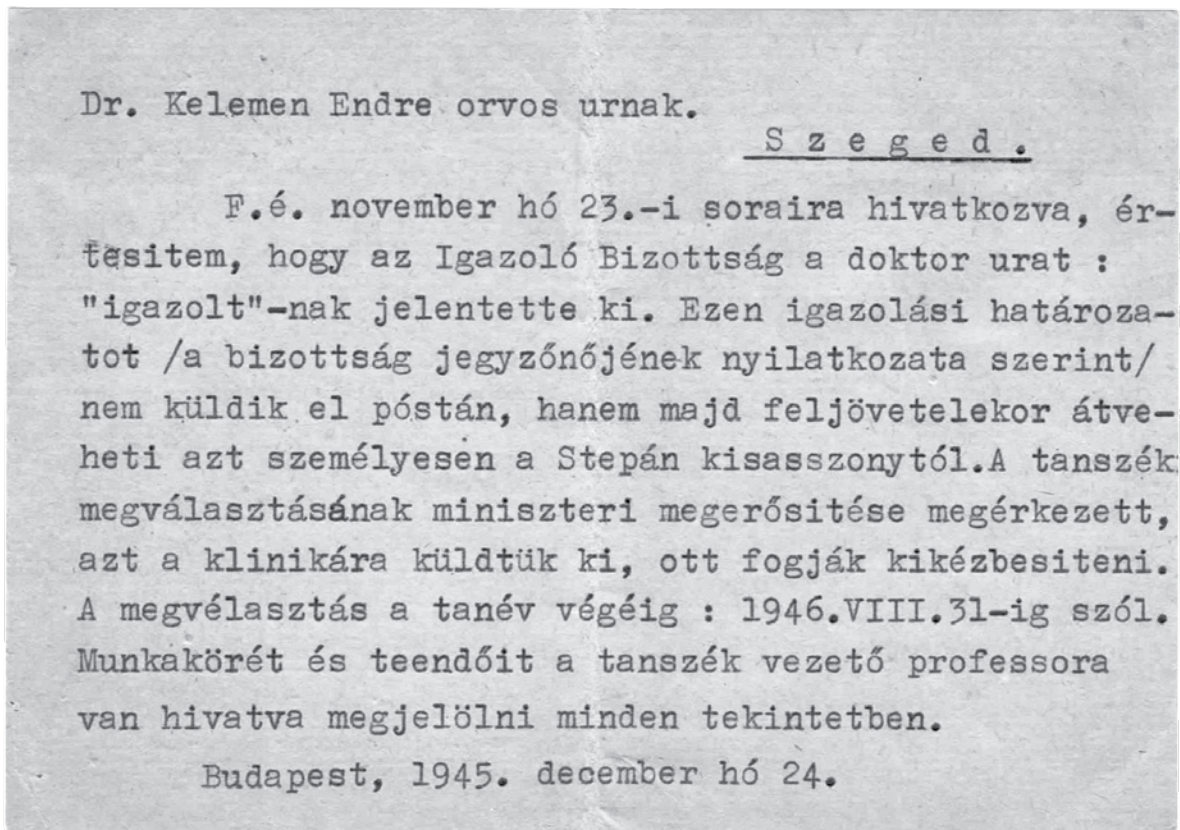 Dr. Kelemen Endre orvos urnak.
S z e g e d .
F.é. november hó 23.-i soraira hivatkozva, ér-
tesitem, hogy az Igazoló Bizottság a doktor urat :
"igazolt"-nak jelentette ki. Ezen igazolási határoza-
tot /a bizottság jegyzőnőjének nyilatkozata szerint/
nem küldik el póstán, hanem majd feljövetelekor átve-
heti azt személyesen a Stepán kisasszonytól.A tanszék
megválasztásának miniszteri megerősitése megérkezett,
azt a klinikára küldtük ki, ott fogják kikézbesiteni.
A megvélasztás a tanév végéig : 1946.VIII.31-ig szól.
Munkakörét és teendőit a tanszék vezető professora
van hivatva megjelölni minden tekintetben.
Budapest, 1945. december hó 24.